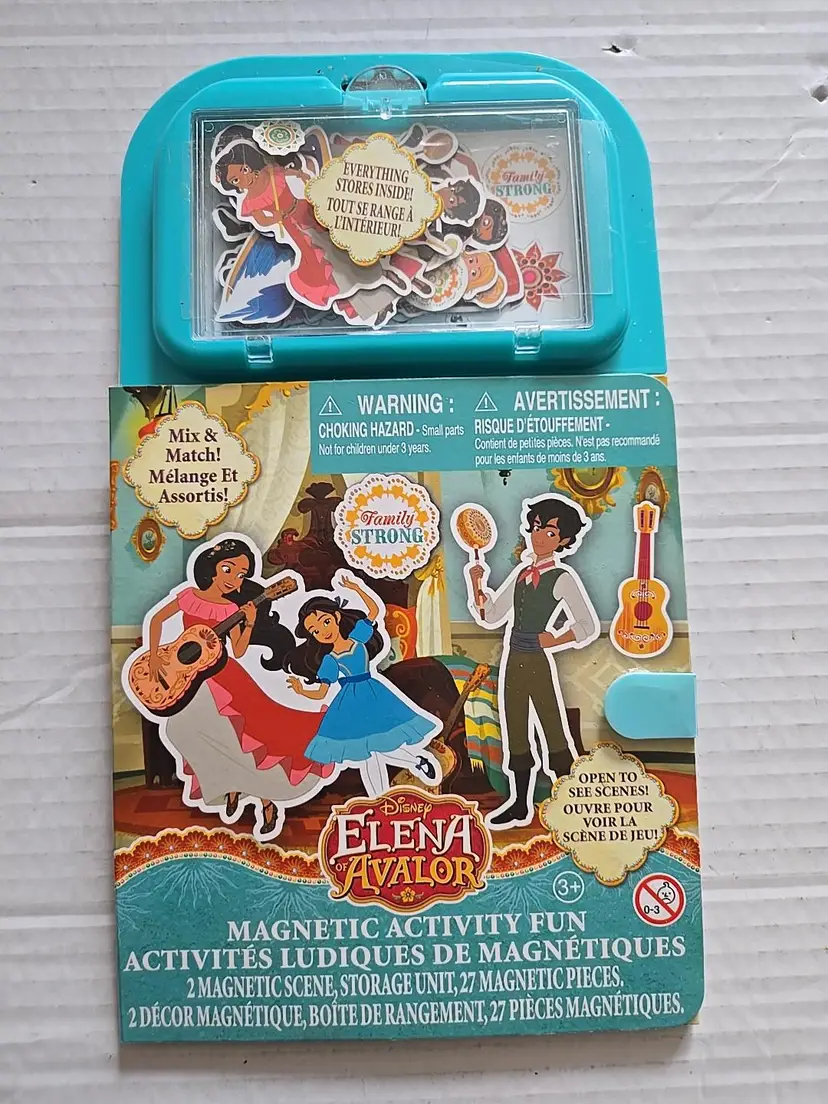 EVERYTHING
STORES INSIDE!
TOUT SE RANGE À
L'INTÉRIEUR!
Family
STRONG
WARNING :
CHOKING HAZARD - Small parts
Not for children under 3 years.
AVERTISSEMENT :
RISQUE D'ÉTOUFFEMENT -
Contient de petites pièces. N'est pas recommandé
pour les enfants de moins de 3 ans.
Mix &
Match!
Mélange Et
Assortis!
Family
STRONG
OPEN TO
SEE SCENES!
OUVRE POUR
VOIR LA
SCÈNE DE JEU!
Disney
ELENA
OF AVALOR
3+
0-3
MAGNETIC ACTIVITY FUN
ACTIVITÉS LUDIQUES DE MAGNÉTIQUES
2 MAGNETIC SCENE, STORAGE UNIT, 27 MAGNETIC PIECES.
2 DÉCOR MAGNÉTIQUE, BOÎTE DE RANGEMENT, 27 PIÈCES MAGNÉTIQUES.